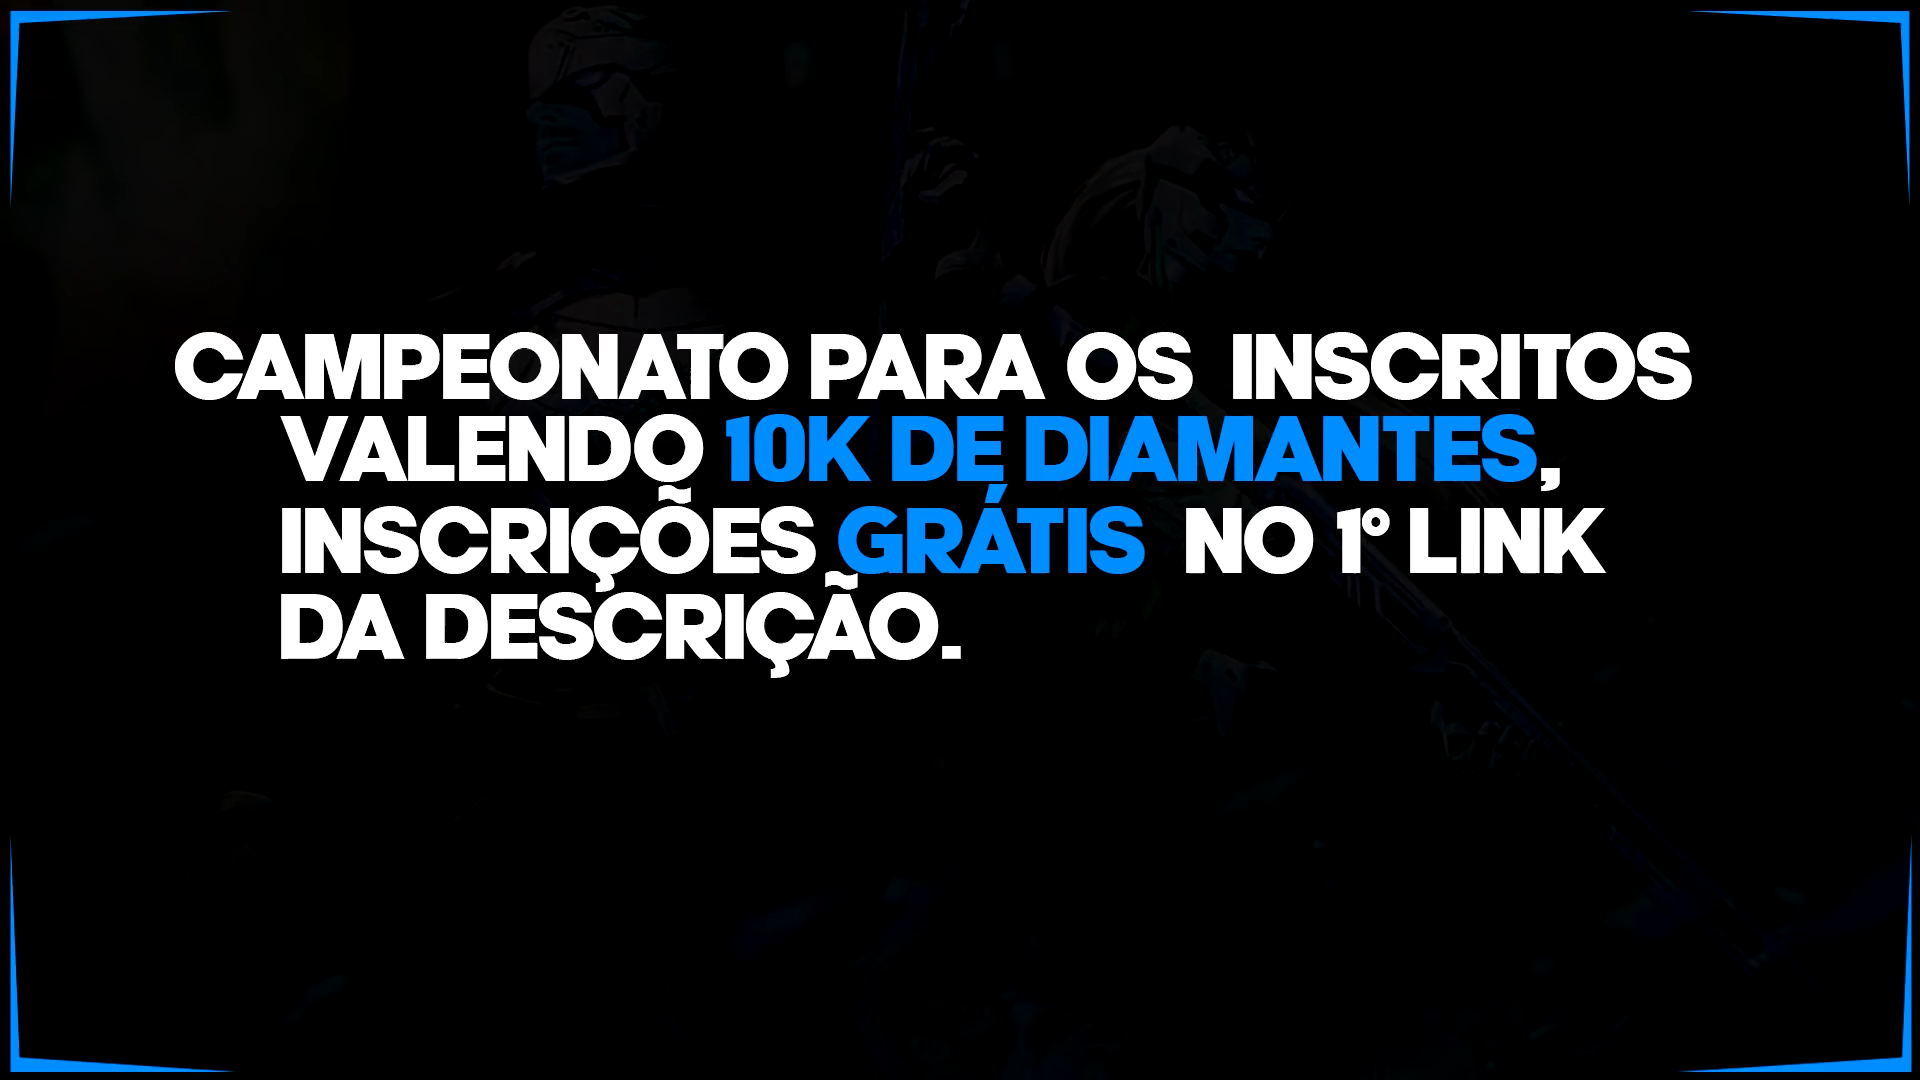 CAMPEONATO PARA OS INSCRITOS
VALENDO 10K DE DIAMANTES,
INSCRIÇÕES GRÁTIS NO 1° LINK
DA DESCRIÇÃO.